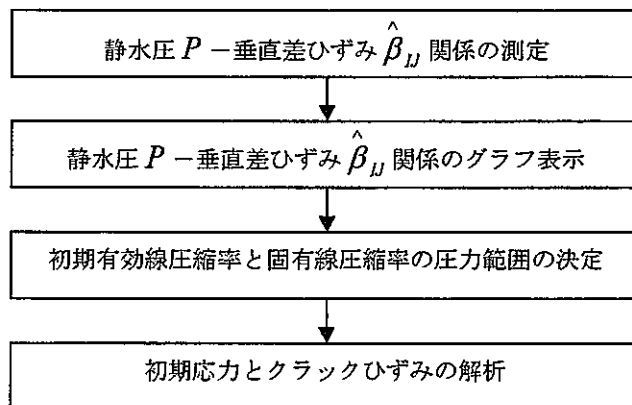 静水圧 P －垂直差ひずみ β̂_IJ 関係の測定
静水圧 P －垂直差ひずみ β̂_IJ 関係のグラフ表示
初期有効線圧縮率と固有線圧縮率の圧力範囲の決定
初期応力とクラックひずみの解析